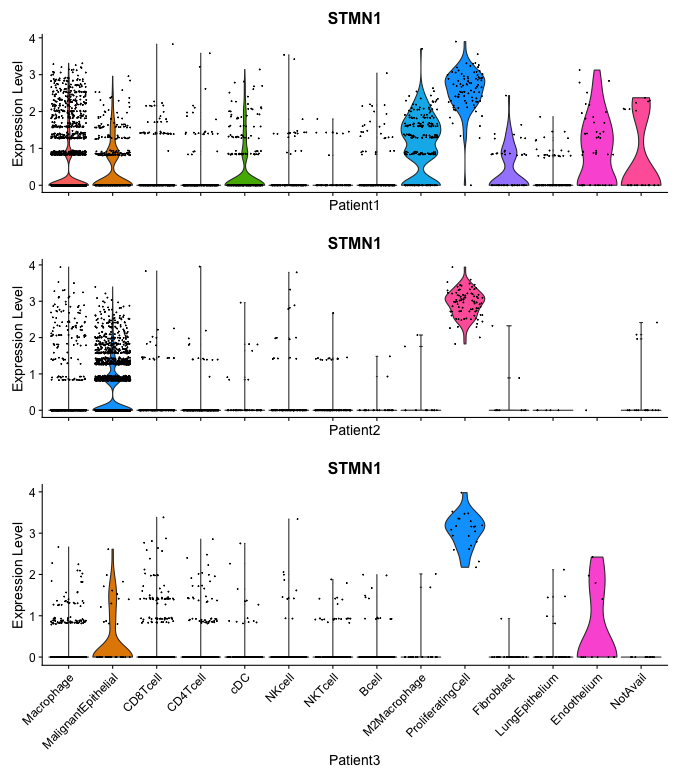 STMN1
Expression Level
4
3
2
1
0
Patient1
STMN1
Expression Level
4
3
2
1
0
Patient2
STMN1
Expression Level
4
3
2
1
0
Macrophage
MalignantEpithelial
CD8Tcell
CD4Tcell
cDC
NKcell
NKTcell
Bcell
M2Macrophage
ProliferatingCell
Fibroblast
LungEpithelium
Endothelium
NotAvail
Patient3